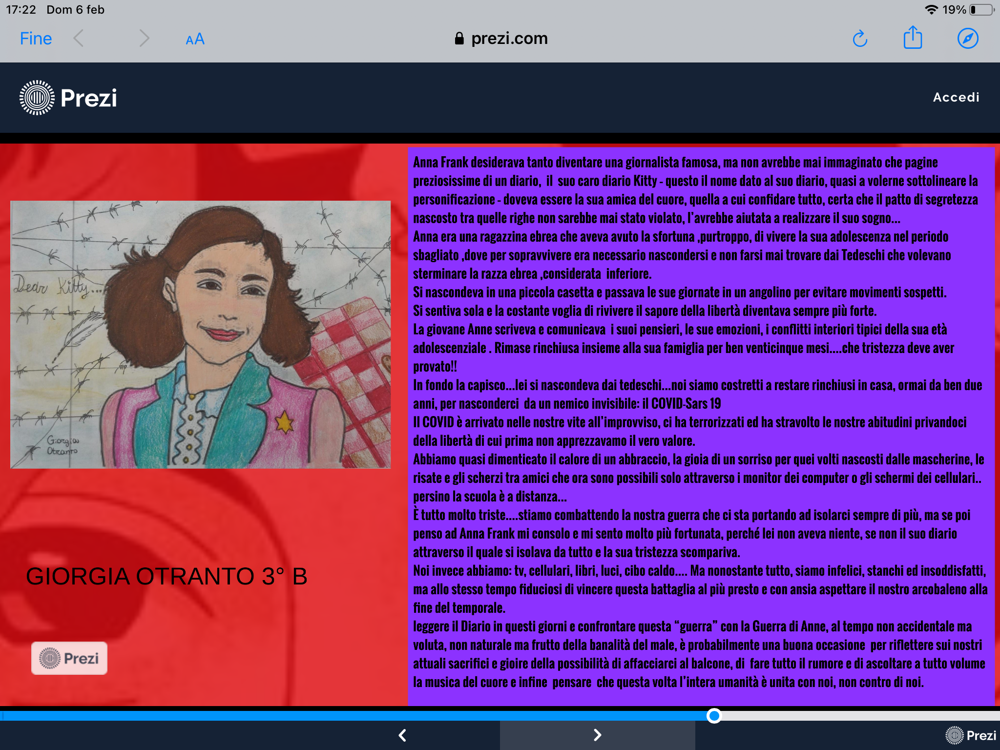 17:22 Dom 6 feb
19%
Fine
AA
prezi.com
Prezi
Accedi
Dear Kitty...
Giorgia
Otranto
GIORGIA OTRANTO 3° B
Prezi
Anna Frank desiderava tanto diventare una giornalista famosa, ma non avrebbe mai immaginato che pagine
preziosissime di un diario, il suo caro diario Kitty - questo il nome dato al suo diario, quasi a volerne sottolineare la
personificazione - doveva essere la sua amica del cuore, quella a cui confidare tutto, certa che il patto di segretezza
nascosto tra quelle righe non sarebbe mai stato violato, l'avrebbe aiutata a realizzare il suo sogno...
Anna era una ragazzina ebrea che aveva avuto la sfortuna ,purtroppo, di vivere la sua adolescenza nel periodo
sbagliato ,dove per sopravvivere era necessario nascondersi e non farsi mai trovare dai Tedeschi che volevano
sterminare la razza ebrea ,considerata inferiore.
Si nascondeva in una piccola casetta e passava le sue giornate in un angolino per evitare movimenti sospetti.
Si sentiva sola e la costante voglia di rivivere il sapore della libertà diventava sempre più forte.
La giovane Anne scriveva e comunicava i suoi pensieri, le sue emozioni, i conflitti interiori tipici della sua età
adolescenziale . Rimase rinchiusa insieme alla sua famiglia per ben venticinque mesi....che tristezza deve aver
provato!!
In fondo la capisco...lei si nascondeva dai tedeschi...noi siamo costretti a restare rinchiusi in casa, ormai da ben due
anni, per nasconderci da un nemico invisibile: il COVID-Sars 19
Il COVID è arrivato nelle nostre vite all'improvviso, ci ha terrorizzati ed ha stravolto le nostre abitudini privandoci
della libertà di cui prima non apprezzavamo il vero valore.
Abbiamo quasi dimenticato il calore di un abbraccio, la gioia di un sorriso per quei volti nascosti dalle mascherine, le
risate e gli scherzi tra amici che ora sono possibili solo attraverso i monitor dei computer o gli schermi dei cellulari..
persino la scuola è a distanza...
È tutto molto triste....stiamo combattendo la nostra guerra che ci sta portando ad isolarci sempre di più, ma se poi
penso ad Anna Frank mi consolo e mi sento molto più fortunata, perché lei non aveva niente, se non il suo diario
attraverso il quale si isolava da tutto e la sua tristezza scompariva.
Noi invece abbiamo: tv, cellulari, libri, luci, cibo caldo.... Ma nonostante tutto, siamo infelici, stanchi ed insoddisfatti,
ma allo stesso tempo fiduciosi di vincere questa battaglia al più presto e con ansia aspettare il nostro arcobaleno alla
fine del temporale.
leggere il Diario in questi giorni e confrontare questa “guerra” con la Guerra di Anne, al tempo non accidentale ma
voluta, non naturale ma frutto della banalità del male, è probabilmente una buona occasione per riflettere sui nostri
attuali sacrifici e gioire della possibilità di affacciarci al balcone, di fare tutto il rumore e di ascoltare a tutto volume
la musica del cuore e infine pensare che questa volta l'intera umanità è unita con noi, non contro di noi.
Prezi